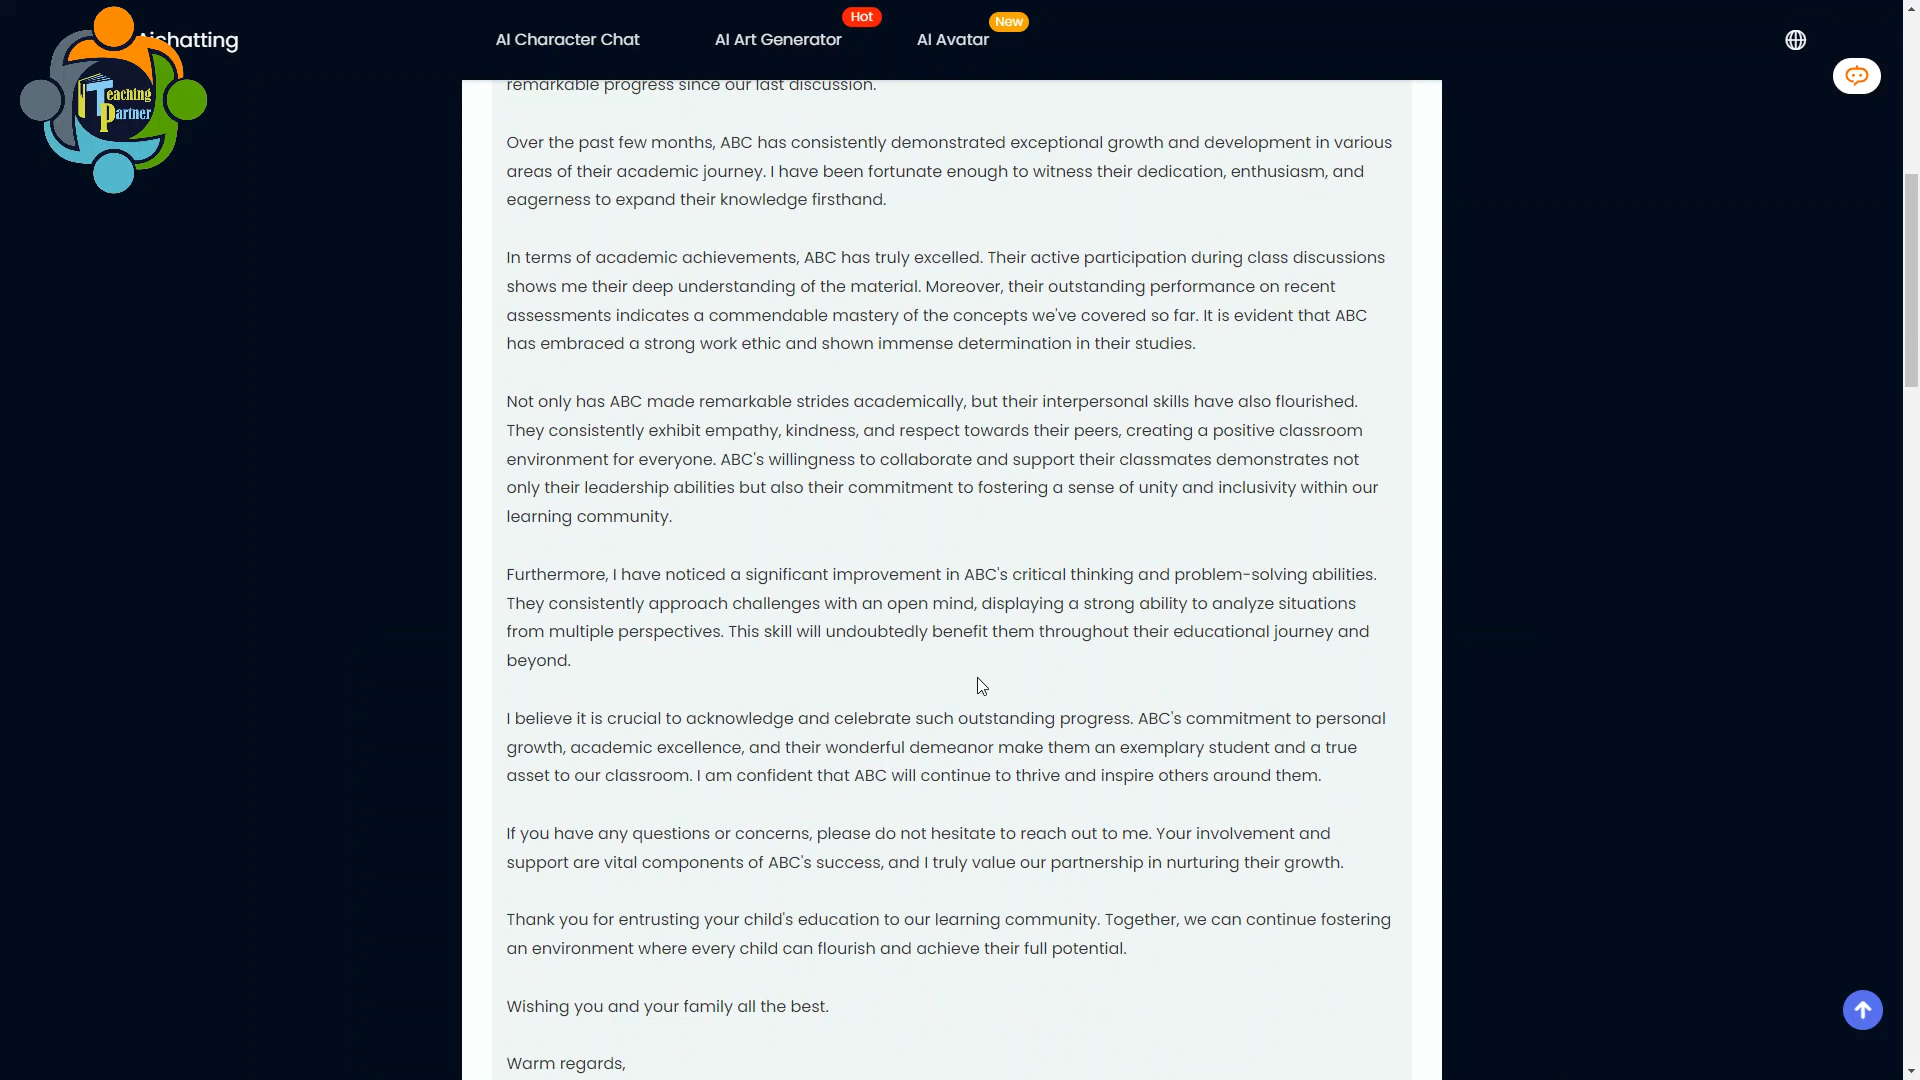 Aichatting
AI Character Chat
AI Art Generator
Hot
AI Avatar
New
Teaching
Partner
remarkable progress since our last discussion.
Over the past few months, ABC has consistently demonstrated exceptional growth and development in various
areas of their academic journey. I have been fortunate enough to witness their dedication, enthusiasm, and
eagerness to expand their knowledge firsthand.
In terms of academic achievements, ABC has truly excelled. Their active participation during class discussions
shows me their deep understanding of the material. Moreover, their outstanding performance on recent
assessments indicates a commendable mastery of the concepts we've covered so far. It is evident that ABC
has embraced a strong work ethic and shown immense determination in their studies.
Not only has ABC made remarkable strides academically, but their interpersonal skills have also flourished.
They consistently exhibit empathy, kindness, and respect towards their peers, creating a positive classroom
environment for everyone. ABC's willingness to collaborate and support their classmates demonstrates not
only their leadership abilities but also their commitment to fostering a sense of unity and inclusivity within our
learning community.
Furthermore, I have noticed a significant improvement in ABC's critical thinking and problem-solving abilities.
They consistently approach challenges with an open mind, displaying a strong ability to analyze situations
from multiple perspectives. This skill will undoubtedly benefit them throughout their educational journey and
beyond.
I believe it is crucial to acknowledge and celebrate such outstanding progress. ABC's commitment to personal
growth, academic excellence, and their wonderful demeanor make them an exemplary student and a true
asset to our classroom. I am confident that ABC will continue to thrive and inspire others around them.
If you have any questions or concerns, please do not hesitate to reach out to me. Your involvement and
support are vital components of ABC's success, and I truly value our partnership in nurturing their growth.
Thank you for entrusting your child's education to our learning community. Together, we can continue fostering
an environment where every child can flourish and achieve their full potential.
Wishing you and your family all the best.
Warm regards,